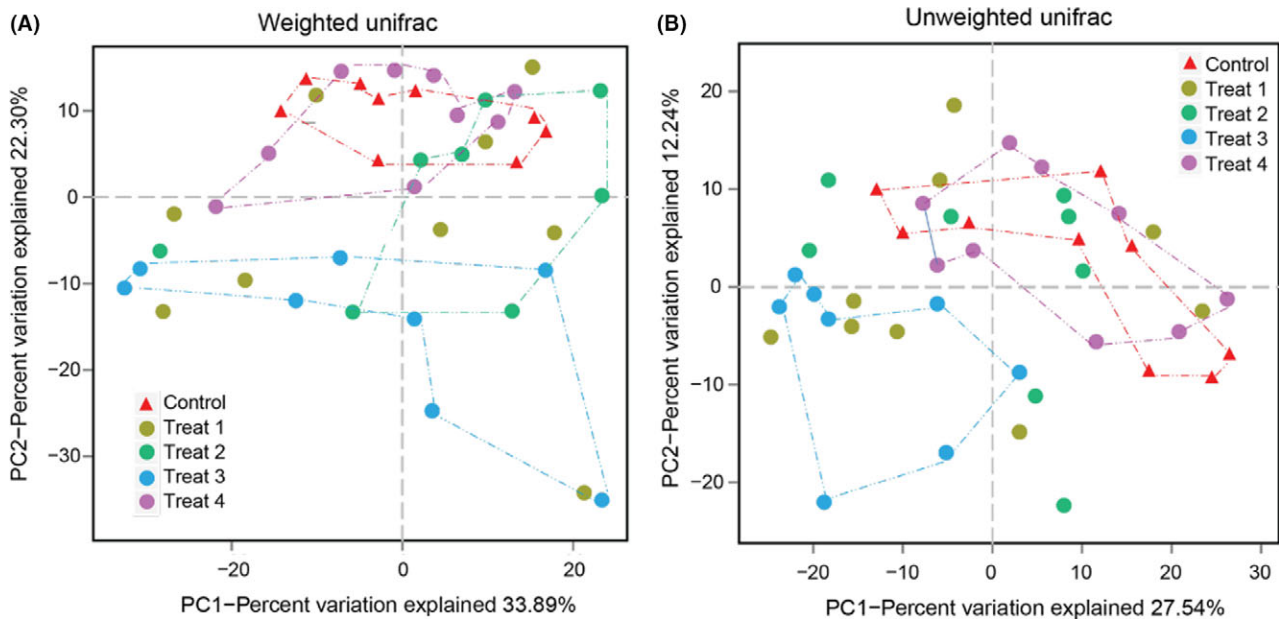 (A)
Weighted unifrac
PC2−Percent variation explained 22.30%
10
0
−10
−20
−30
Control
Treat 1
Treat 2
Treat 3
Treat 4
−20
0
20
PC1−Percent variation explained 33.89%
(B)
Unweighted unifrac
PC2−Percent variation explained 12.24%
20
10
0
−10
−20
Control
Treat 1
Treat 2
Treat 3
Treat 4
−20
−10
0
10
20
30
PC1−Percent variation explained 27.54%